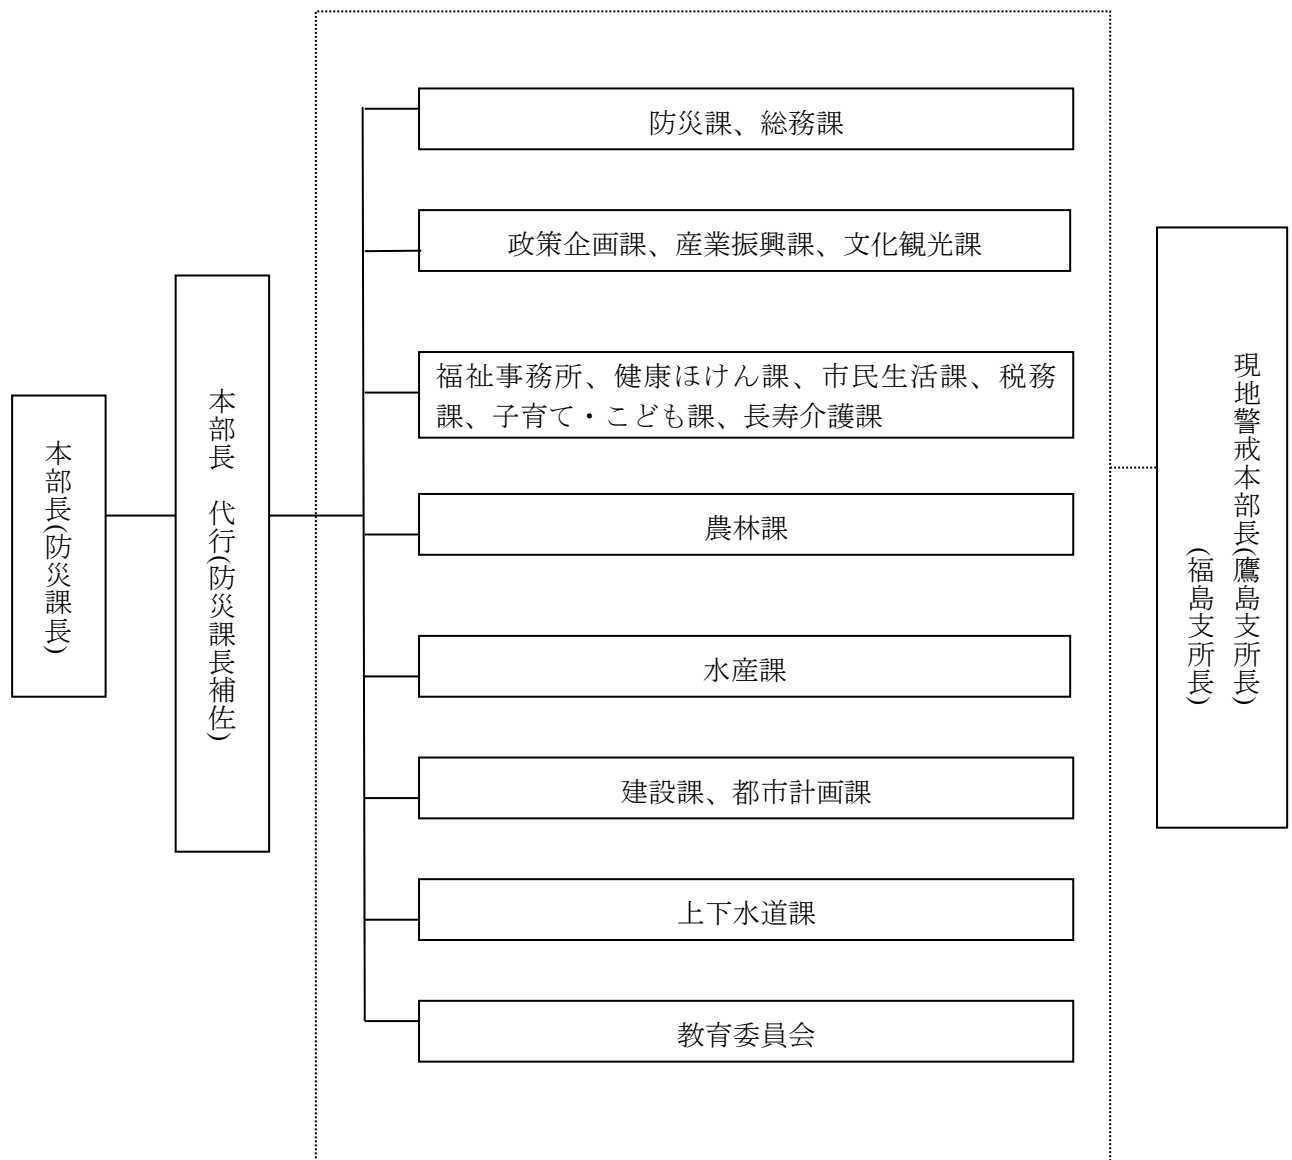 本部長(防災課長)
本部長　代行(防災課長補佐)
防災課、総務課
政策企画課、産業振興課、文化観光課
福祉事務所、健康ほけん課、市民生活課、税務
課、子育て・こども課、長寿介護課
農林課
水産課
建設課、都市計画課
上下水道課
教育委員会
現地警戒本部長(鷹島支所長)
(福島支所長)